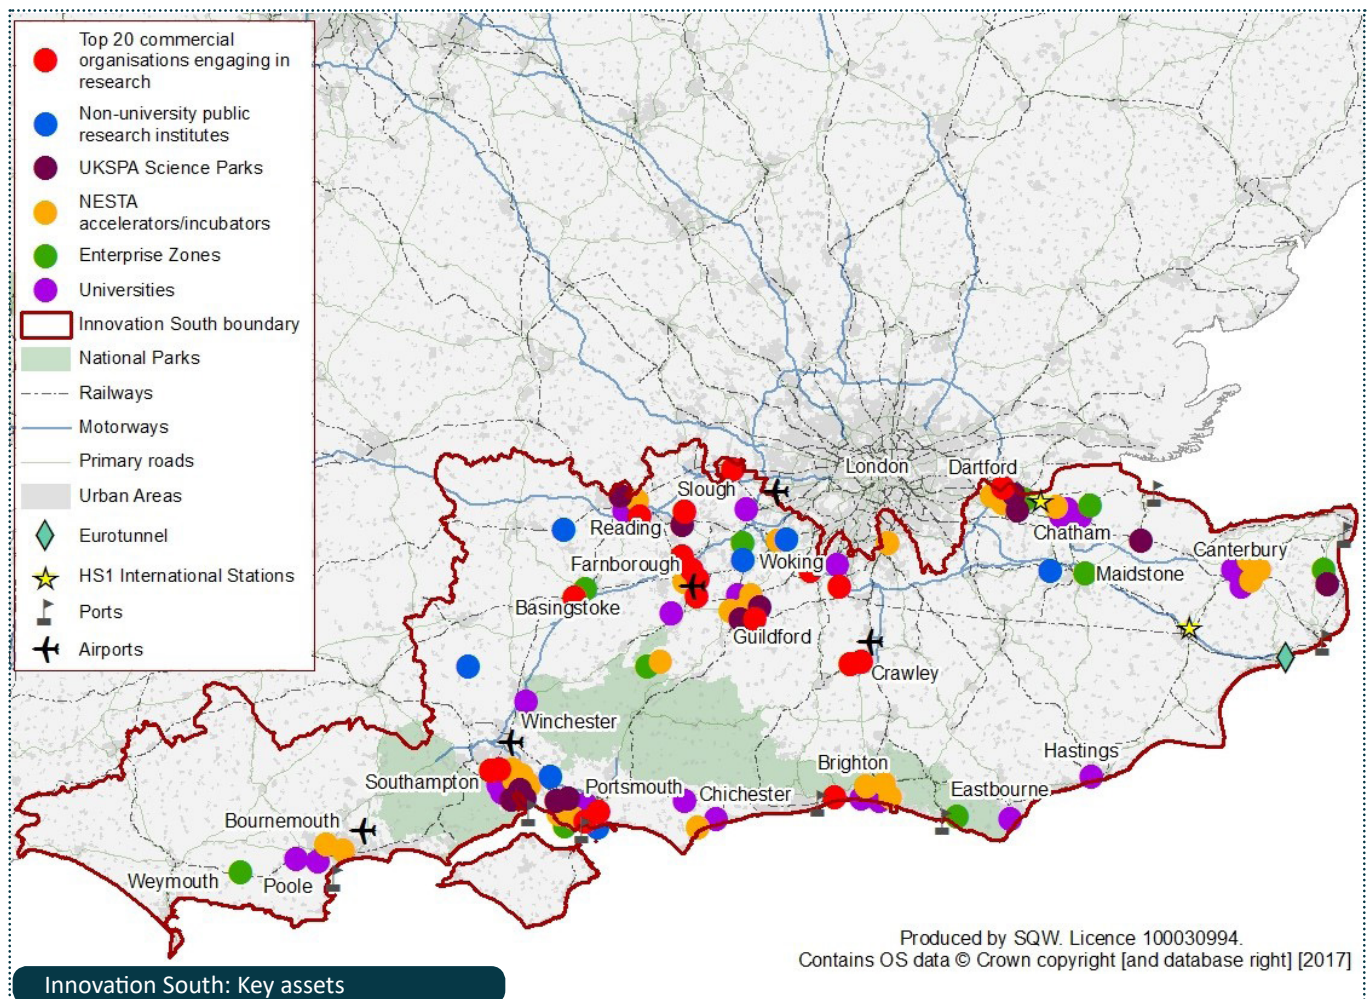 Top 20 commercial
organisations engaging in
research
Non-university public
research institutes
UKSPA Science Parks
NESTA
accelerators/incubators
Enterprise Zones
Universities
Innovation South boundary
National Parks
Railways
Motorways
Primary roads
Urban Areas
Eurotunnel
HS1 International Stations
Ports
Airports
London
Dartford
Slough
Reading
Chatham
Canterbury
Farnborough
Woking
Maidstone
Basingstoke
Guildford
Crawley
Winchester
Hastings
Southampton
Portsmouth
Chichester
Brighton
Eastbourne
Bournemouth
Weymouth
Poole
Produced by SQW. Licence 100030994.
Contains OS data © Crown copyright [and database right] [2017]
Innovation South: Key assets